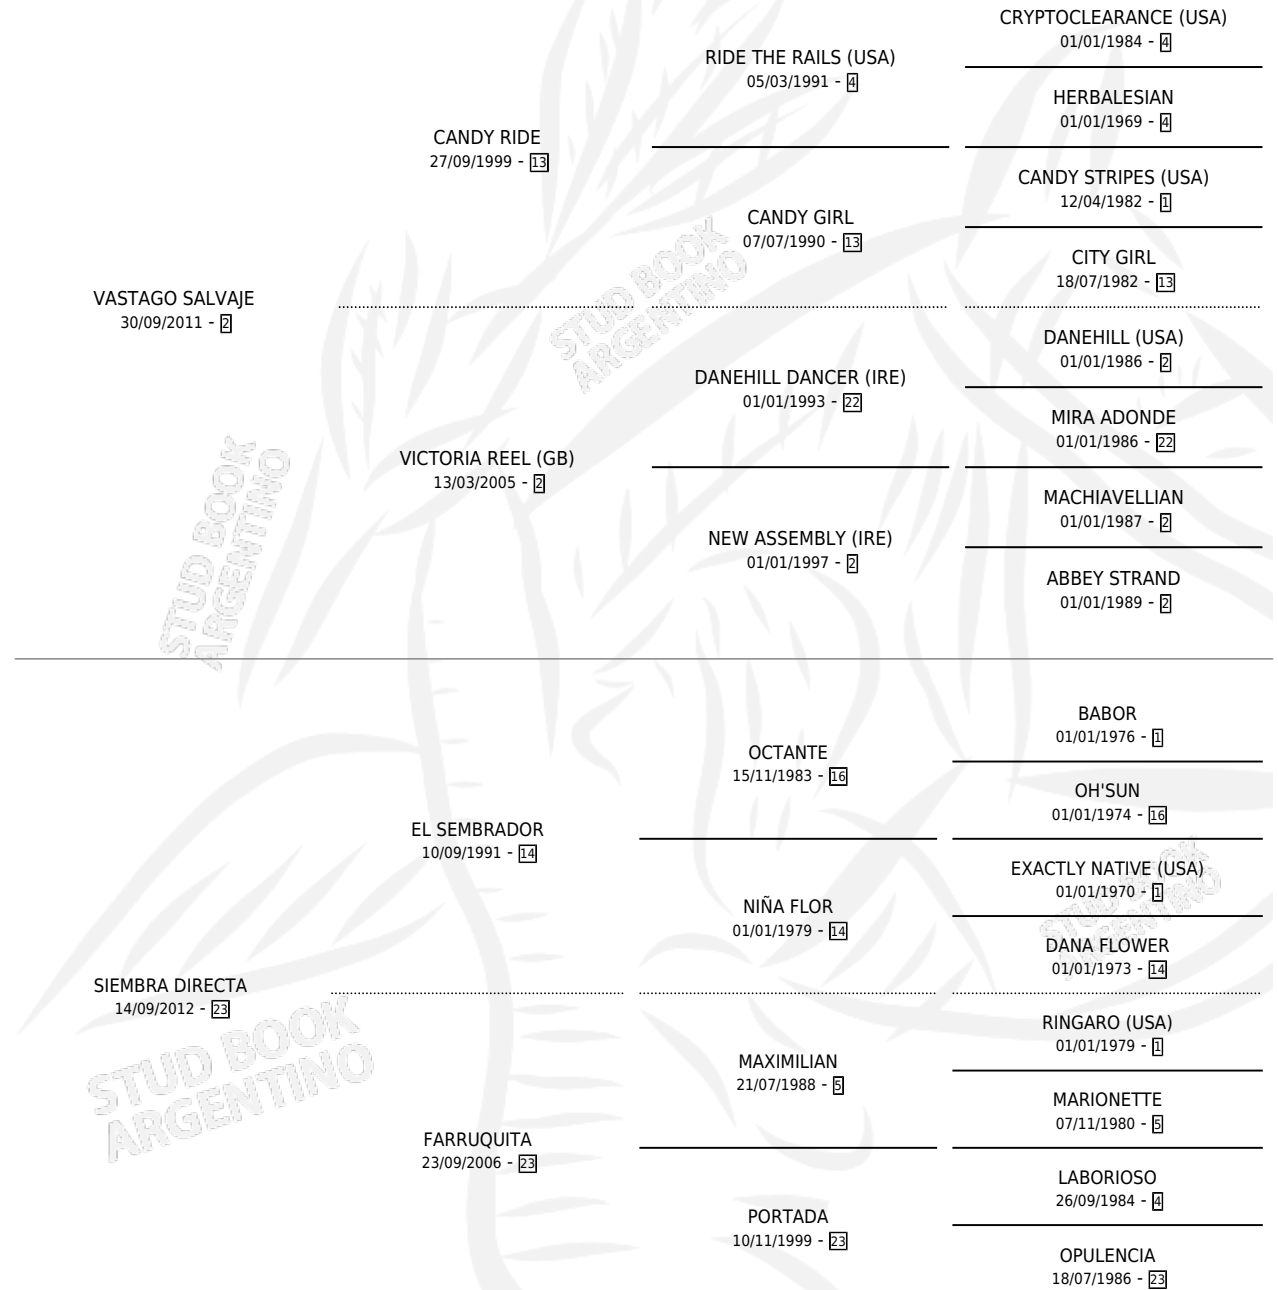 CRYPTOCLEARANCE (USA)
01/01/1984 - 4
RIDE THE RAILS (USA)
05/03/1991 - 4
HERBALESIAN
01/01/1969 - 4
CANDY RIDE
27/09/1999 - 13
CANDY STRIPES (USA)
12/04/1982 - 1
CANDY GIRL
07/07/1990 - 13
CITY GIRL
18/07/1982 - 13
VASTAGO SALVAJE
30/09/2011 - 2
DANEHILL (USA)
01/01/1986 - 2
DANEHILL DANCER (IRE)
01/01/1993 - 22
MIRA ADONDE
01/01/1986 - 22
VICTORIA REEL (GB)
13/03/2005 - 2
MACHIAVELLIAN
01/01/1987 - 2
NEW ASSEMBLY (IRE)
01/01/1997 - 2
ABBEY STRAND
01/01/1989 - 2
STUD BOOK
ARGENTINO
STUD BOOK
ARGENTINO
BABOR
01/01/1976 - 1
OCTANTE
15/11/1983 - 16
OH'SUN
01/01/1974 - 16
EL SEMBRADOR
10/09/1991 - 14
EXACTLY NATIVE (USA)
01/01/1970 - 1
NIÑA FLOR
01/01/1979 - 14
DANA FLOWER
01/01/1973 - 14
SIEMBRA DIRECTA
14/09/2012 - 23
RINGARO (USA)
01/01/1979 - 1
MAXIMILIAN
21/07/1988 - 5
MARIONETTE
07/11/1980 - 5
FARRUQUITA
23/09/2006 - 23
LABORIOSO
26/09/1984 - 4
PORTADA
10/11/1999 - 23
OPULENCIA
18/07/1986 - 23
STUD BOOK
ARGENTINO
STUD BOOK
ARGENTINO